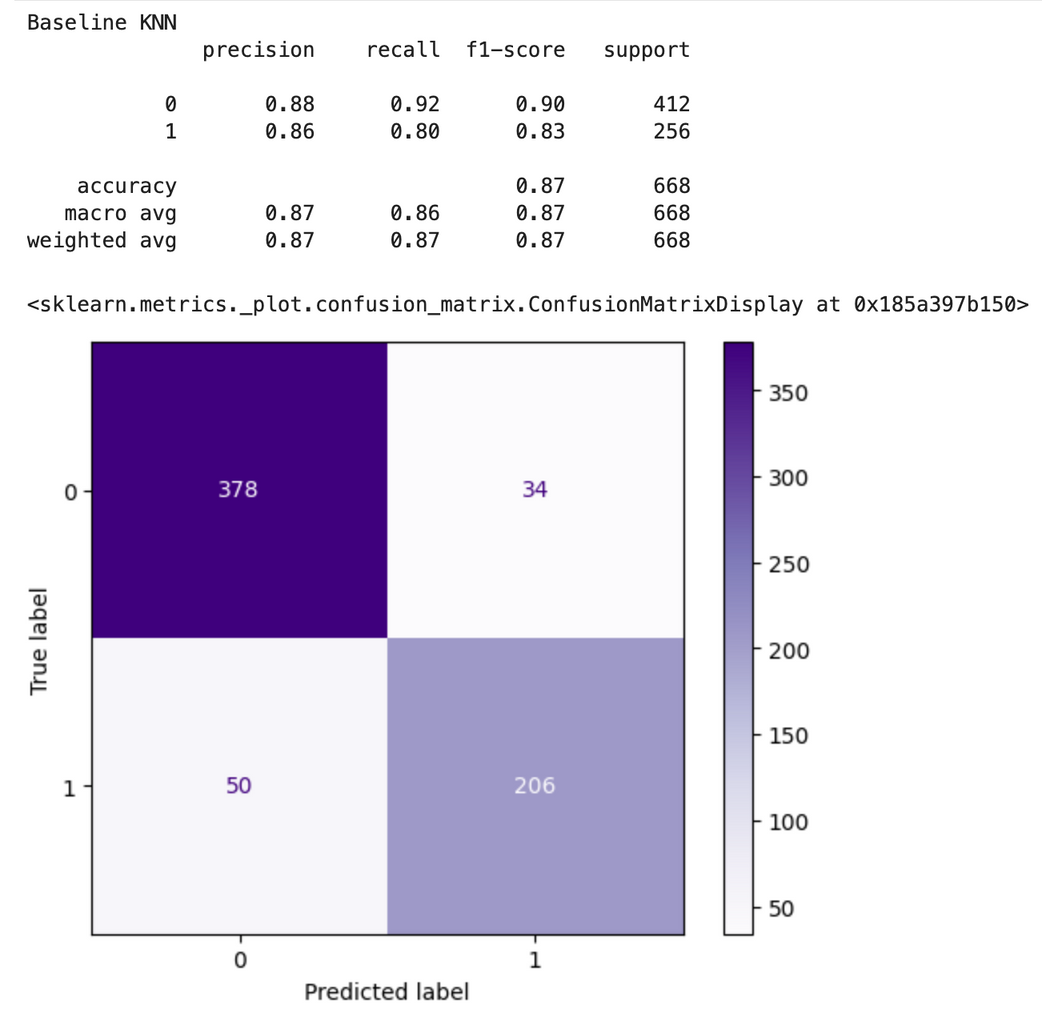 Baseline KNN
precision recall f1-score support
0 0.88 0.92 0.90 412
1 0.86 0.80 0.83 256
accuracy 0.87 668
macro avg 0.87 0.86 0.87 668
weighted avg 0.87 0.87 0.87 668
<sklearn.metrics._plot.confusion_matrix.ConfusionMatrixDisplay at 0x185a397b150>
350
300
250
200
150
100
50
True label
0
378 34
1
50 206
0 1
Predicted label